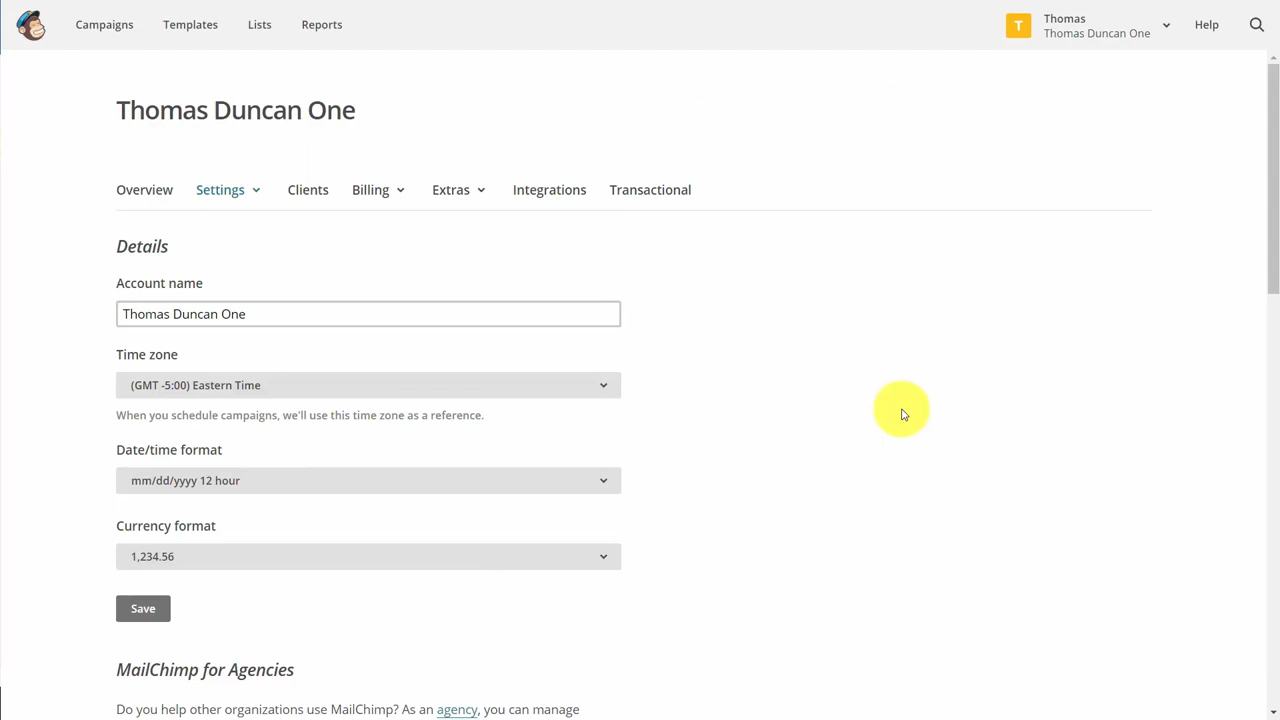 Campaigns Templates Lists Reports
T
Thomas
Thomas Duncan One
Help
Thomas Duncan One
Overview Settings Clients Billing Extras Integrations Transactional
Details
Account name
Thomas Duncan One
Time zone
(GMT -5:00) Eastern Time
When you schedule campaigns, we'll use this time zone as a reference.
Date/time format
mm/dd/yyyy 12 hour
Currency format
1,234.56
Save
MailChimp for Agencies
Do you help other organizations use MailChimp? As an agency, you can manage